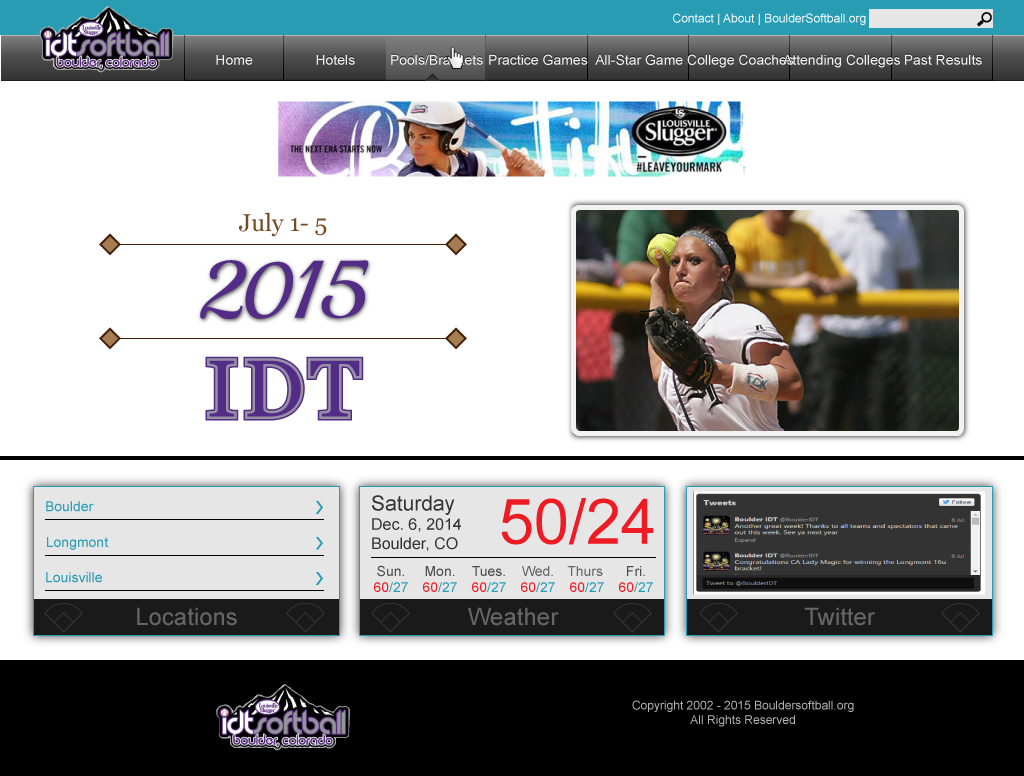 Contact | About | BoulderSoftball.org
Louisville Slugger
idtsoftball
boulder, colorado
Home
Hotels
Pools/Brackets
Practice Games
All-Star Game
College Coaches
Attending Colleges
Past Results
THE NEXT ERA STARTS NOW
LS
LOUISVILLE
Slugger
#LEAVEYOURMARK
July 1- 5
2015
IDT
Boulder
Longmont
Louisville
Locations
Saturday
Dec. 6, 2014
Boulder, CO
50/24
Sun. Mon. Tues. Wed. Thurs Fri.
60/27 60/27 60/27 60/27 60/27 60/27
Weather
Tweets
Follow
Boulder IDT @BoulderIDT 6 Jul
Another great week! Thanks to all teams and spectators that came
out this week. See ya next year
Expand
Boulder IDT @BoulderIDT 5 Jul
Congratulations CA Lady Magic for winning the Longmont 16u
bracket!
Tweet to @BoulderIDT
Twitter
Louisville Slugger
idtsoftball
boulder, colorado
Copyright 2002 - 2015 Bouldersoftball.org
All Rights Reserved